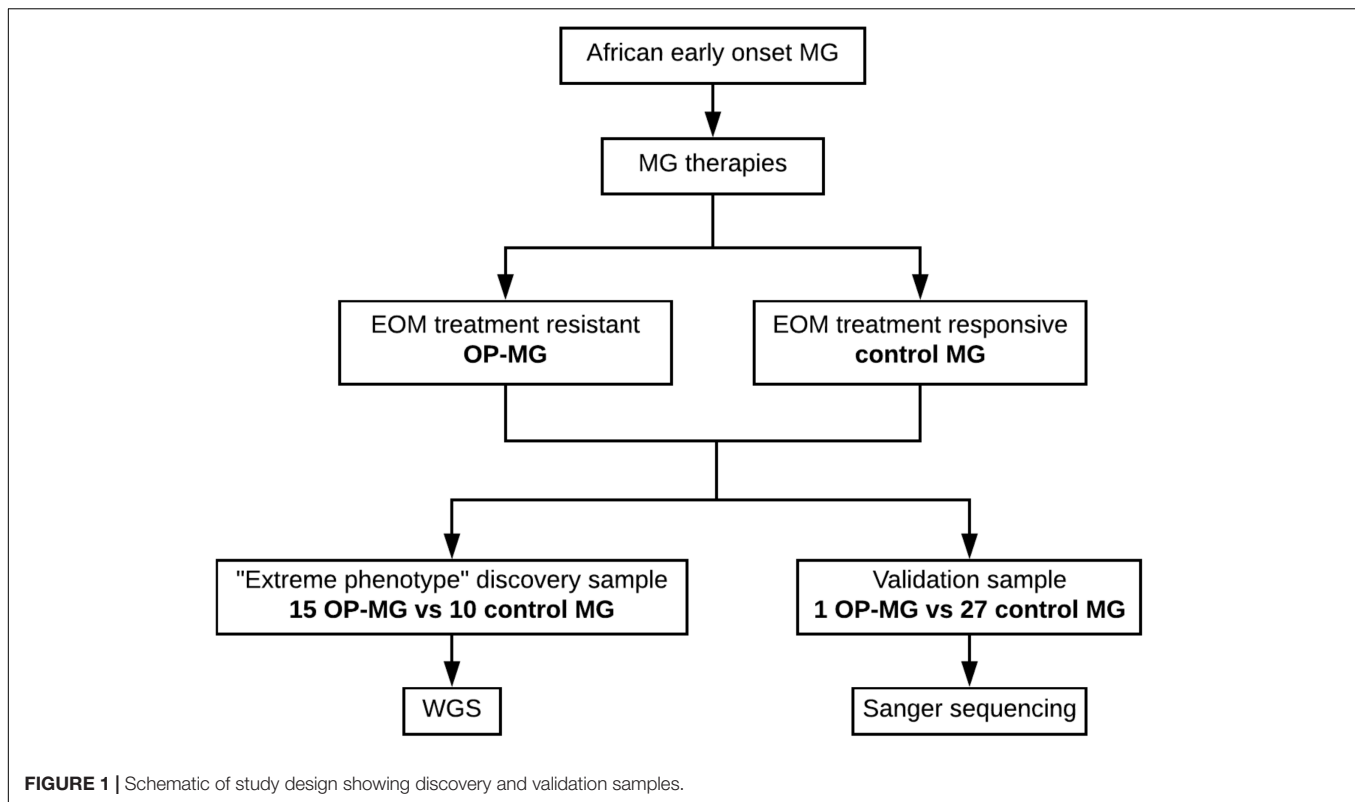 African early onset MG
MG therapies
EOM treatment resistant
OP-MG
EOM treatment responsive
control MG
"Extreme phenotype" discovery sample
15 OP-MG vs 10 control MG
Validation sample
1 OP-MG vs 27 control MG
WGS
Sanger sequencing
FIGURE 1 | Schematic of study design showing discovery and validation samples.